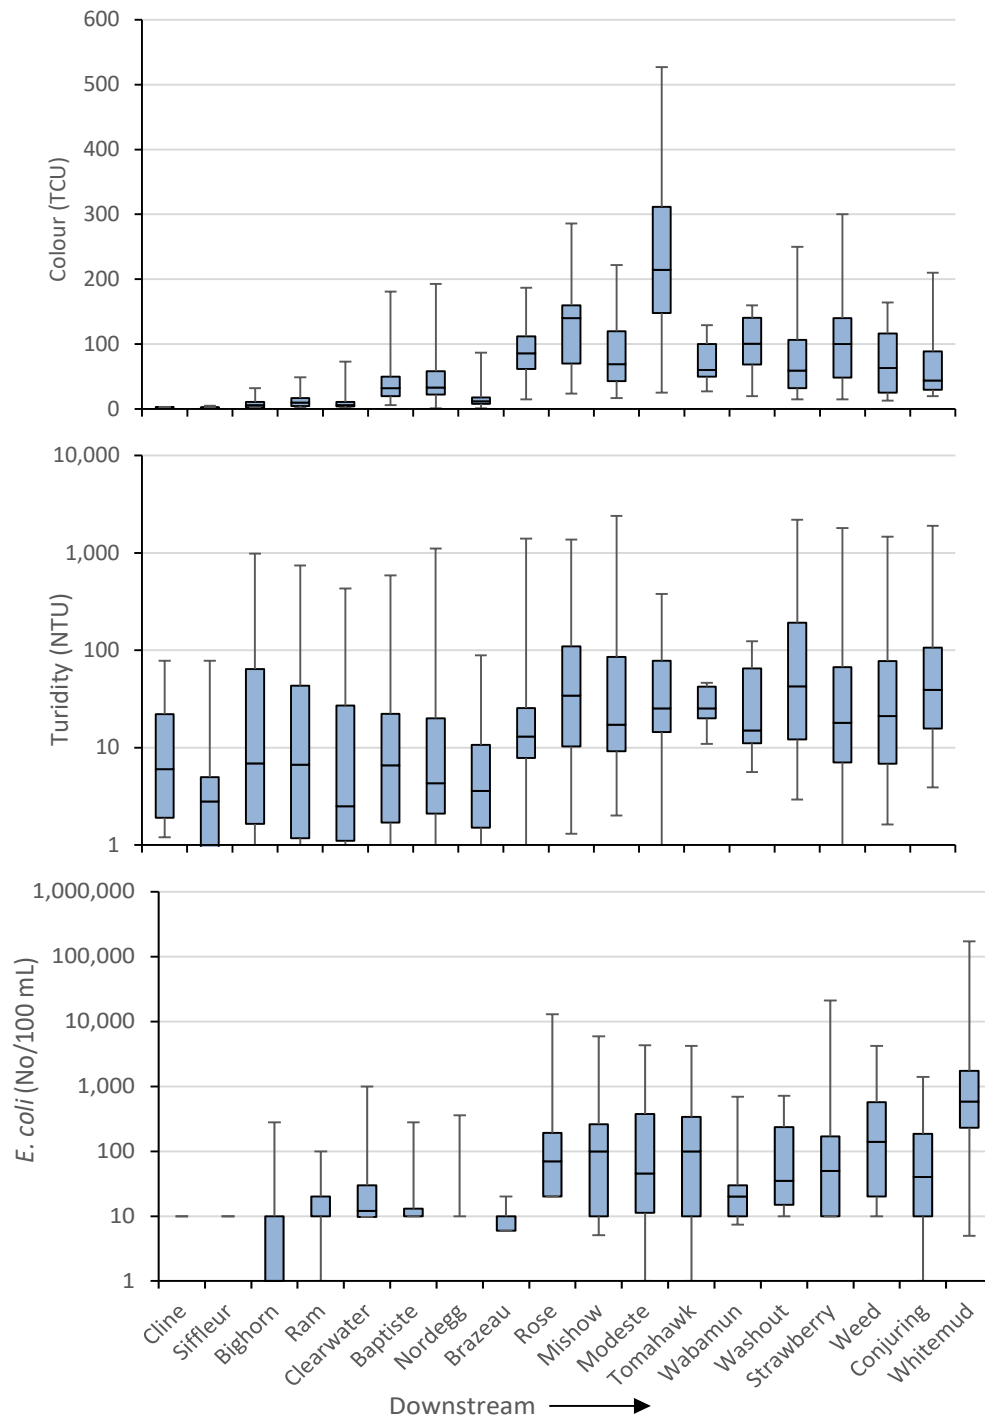 600
500
400
300
200
100
0
Colour (TCU)
10,000
1,000
100
10
1
Turidity (NTU)
1,000,000
100,000
10,000
1,000
100
10
1
E. coli (No/100 mL)
Cline
Siffleur
Bighorn
Ram
Clearwater
Baptiste
Nordegg
Brazeau
Rose
Mishow
Modeste
Tomahawk
Wabamun
Washout
Strawberry
Weed
Conjuring
Whitemud
Downstream